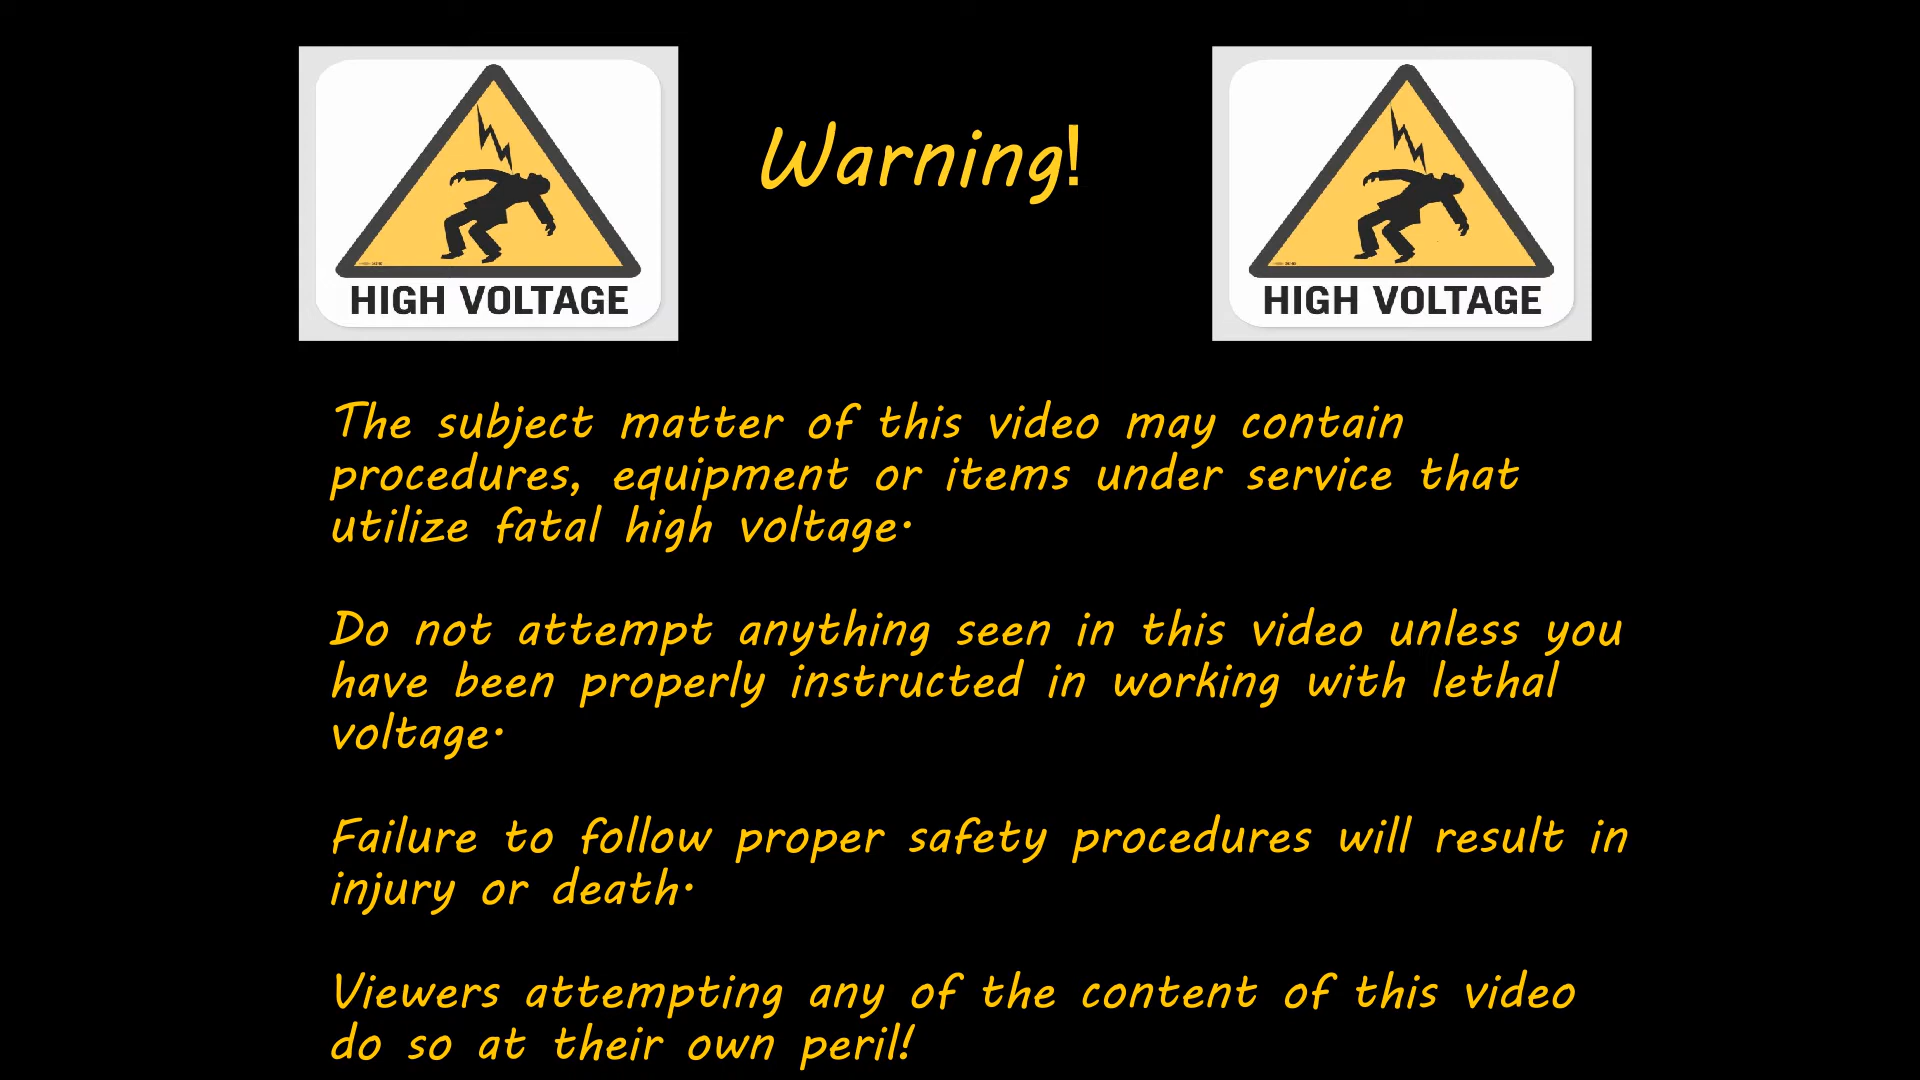 Warning!
HIGH VOLTAGE
HIGH VOLTAGE
The subject matter of this video may contain
procedures, equipment or items under service that
utilize fatal high voltage.
Do not attempt anything seen in this video unless you
have been properly instructed in working with lethal
voltage.
Failure to follow proper safety procedures will result in
injury or death.
Viewers attempting any of the content of this video
do so at their own peril!